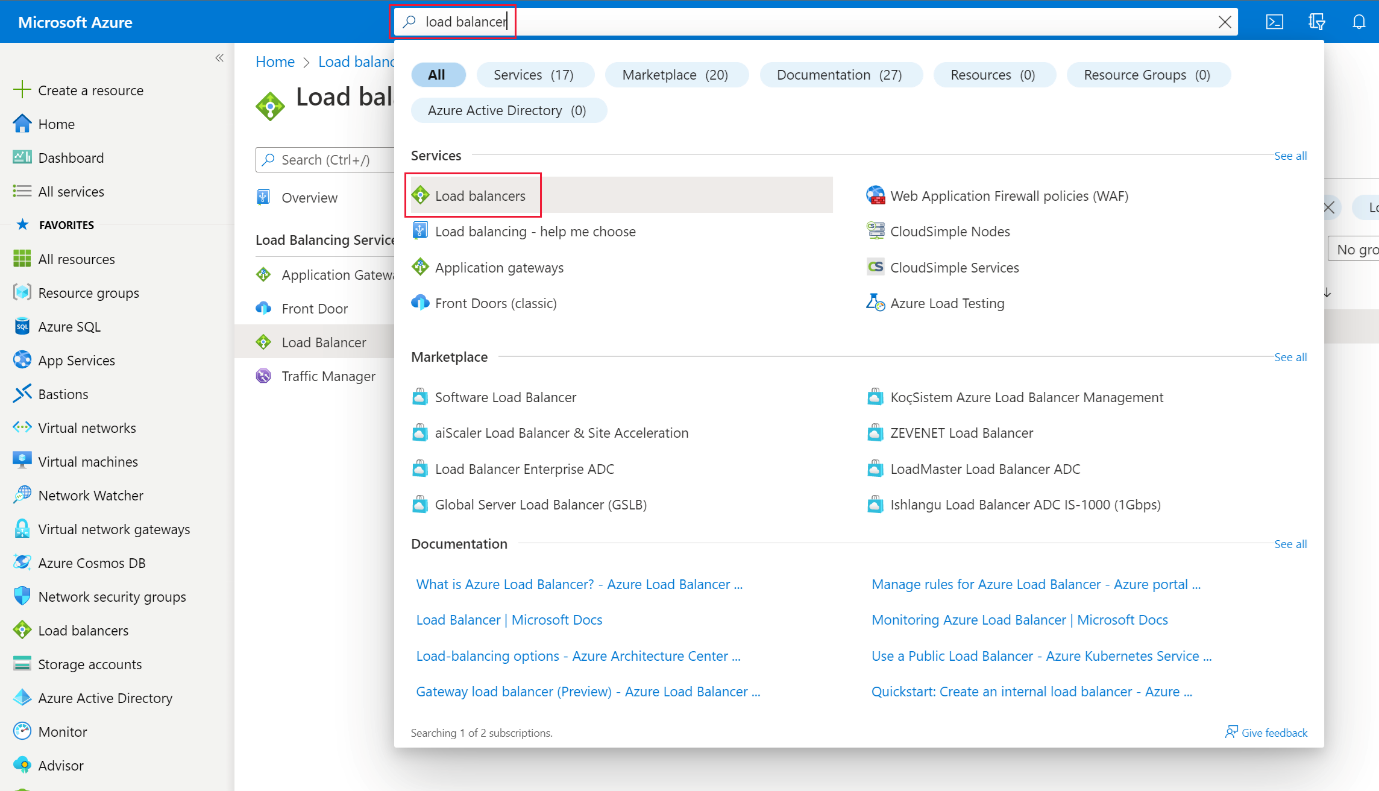 Microsoft Azure
load balancer
Create a resource
Home
Dashboard
All services
FAVORITES
All resources
Resource groups
Azure SQL
App Services
Bastions
Virtual networks
Virtual machines
Network Watcher
Virtual network gateways
Azure Cosmos DB
Network security groups
Load balancers
Storage accounts
Azure Active Directory
Monitor
Advisor
Home > Load balanc
Load bal
Search (Ctrl+/)
Overview
Load Balancing Service
Application Gatew
Front Door
Load Balancer
Traffic Manager
All Services (17) Marketplace (20) Documentation (27) Resources (0) Resource Groups (0)
Azure Active Directory (0)
Services See all
Load balancers Web Application Firewall policies (WAF)
Load balancing - help me choose CloudSimple Nodes
Application gateways CloudSimple Services
Front Doors (classic) Azure Load Testing
Marketplace See all
Software Load Balancer KoçSistem Azure Load Balancer Management
aiScaler Load Balancer & Site Acceleration ZEVENET Load Balancer
Load Balancer Enterprise ADC LoadMaster Load Balancer ADC
Global Server Load Balancer (GSLB) Ishlangu Load Balancer ADC IS-1000 (1Gbps)
Documentation See all
What is Azure Load Balancer? - Azure Load Balancer ... Manage rules for Azure Load Balancer - Azure portal ...
Load Balancer | Microsoft Docs Monitoring Azure Load Balancer | Microsoft Docs
Load-balancing options - Azure Architecture Center ... Use a Public Load Balancer - Azure Kubernetes Service ...
Gateway load balancer (Preview) - Azure Load Balancer ... Quickstart: Create an internal load balancer - Azure ...
Searching 1 of 2 subscriptions. Give feedback
Lo
No gro